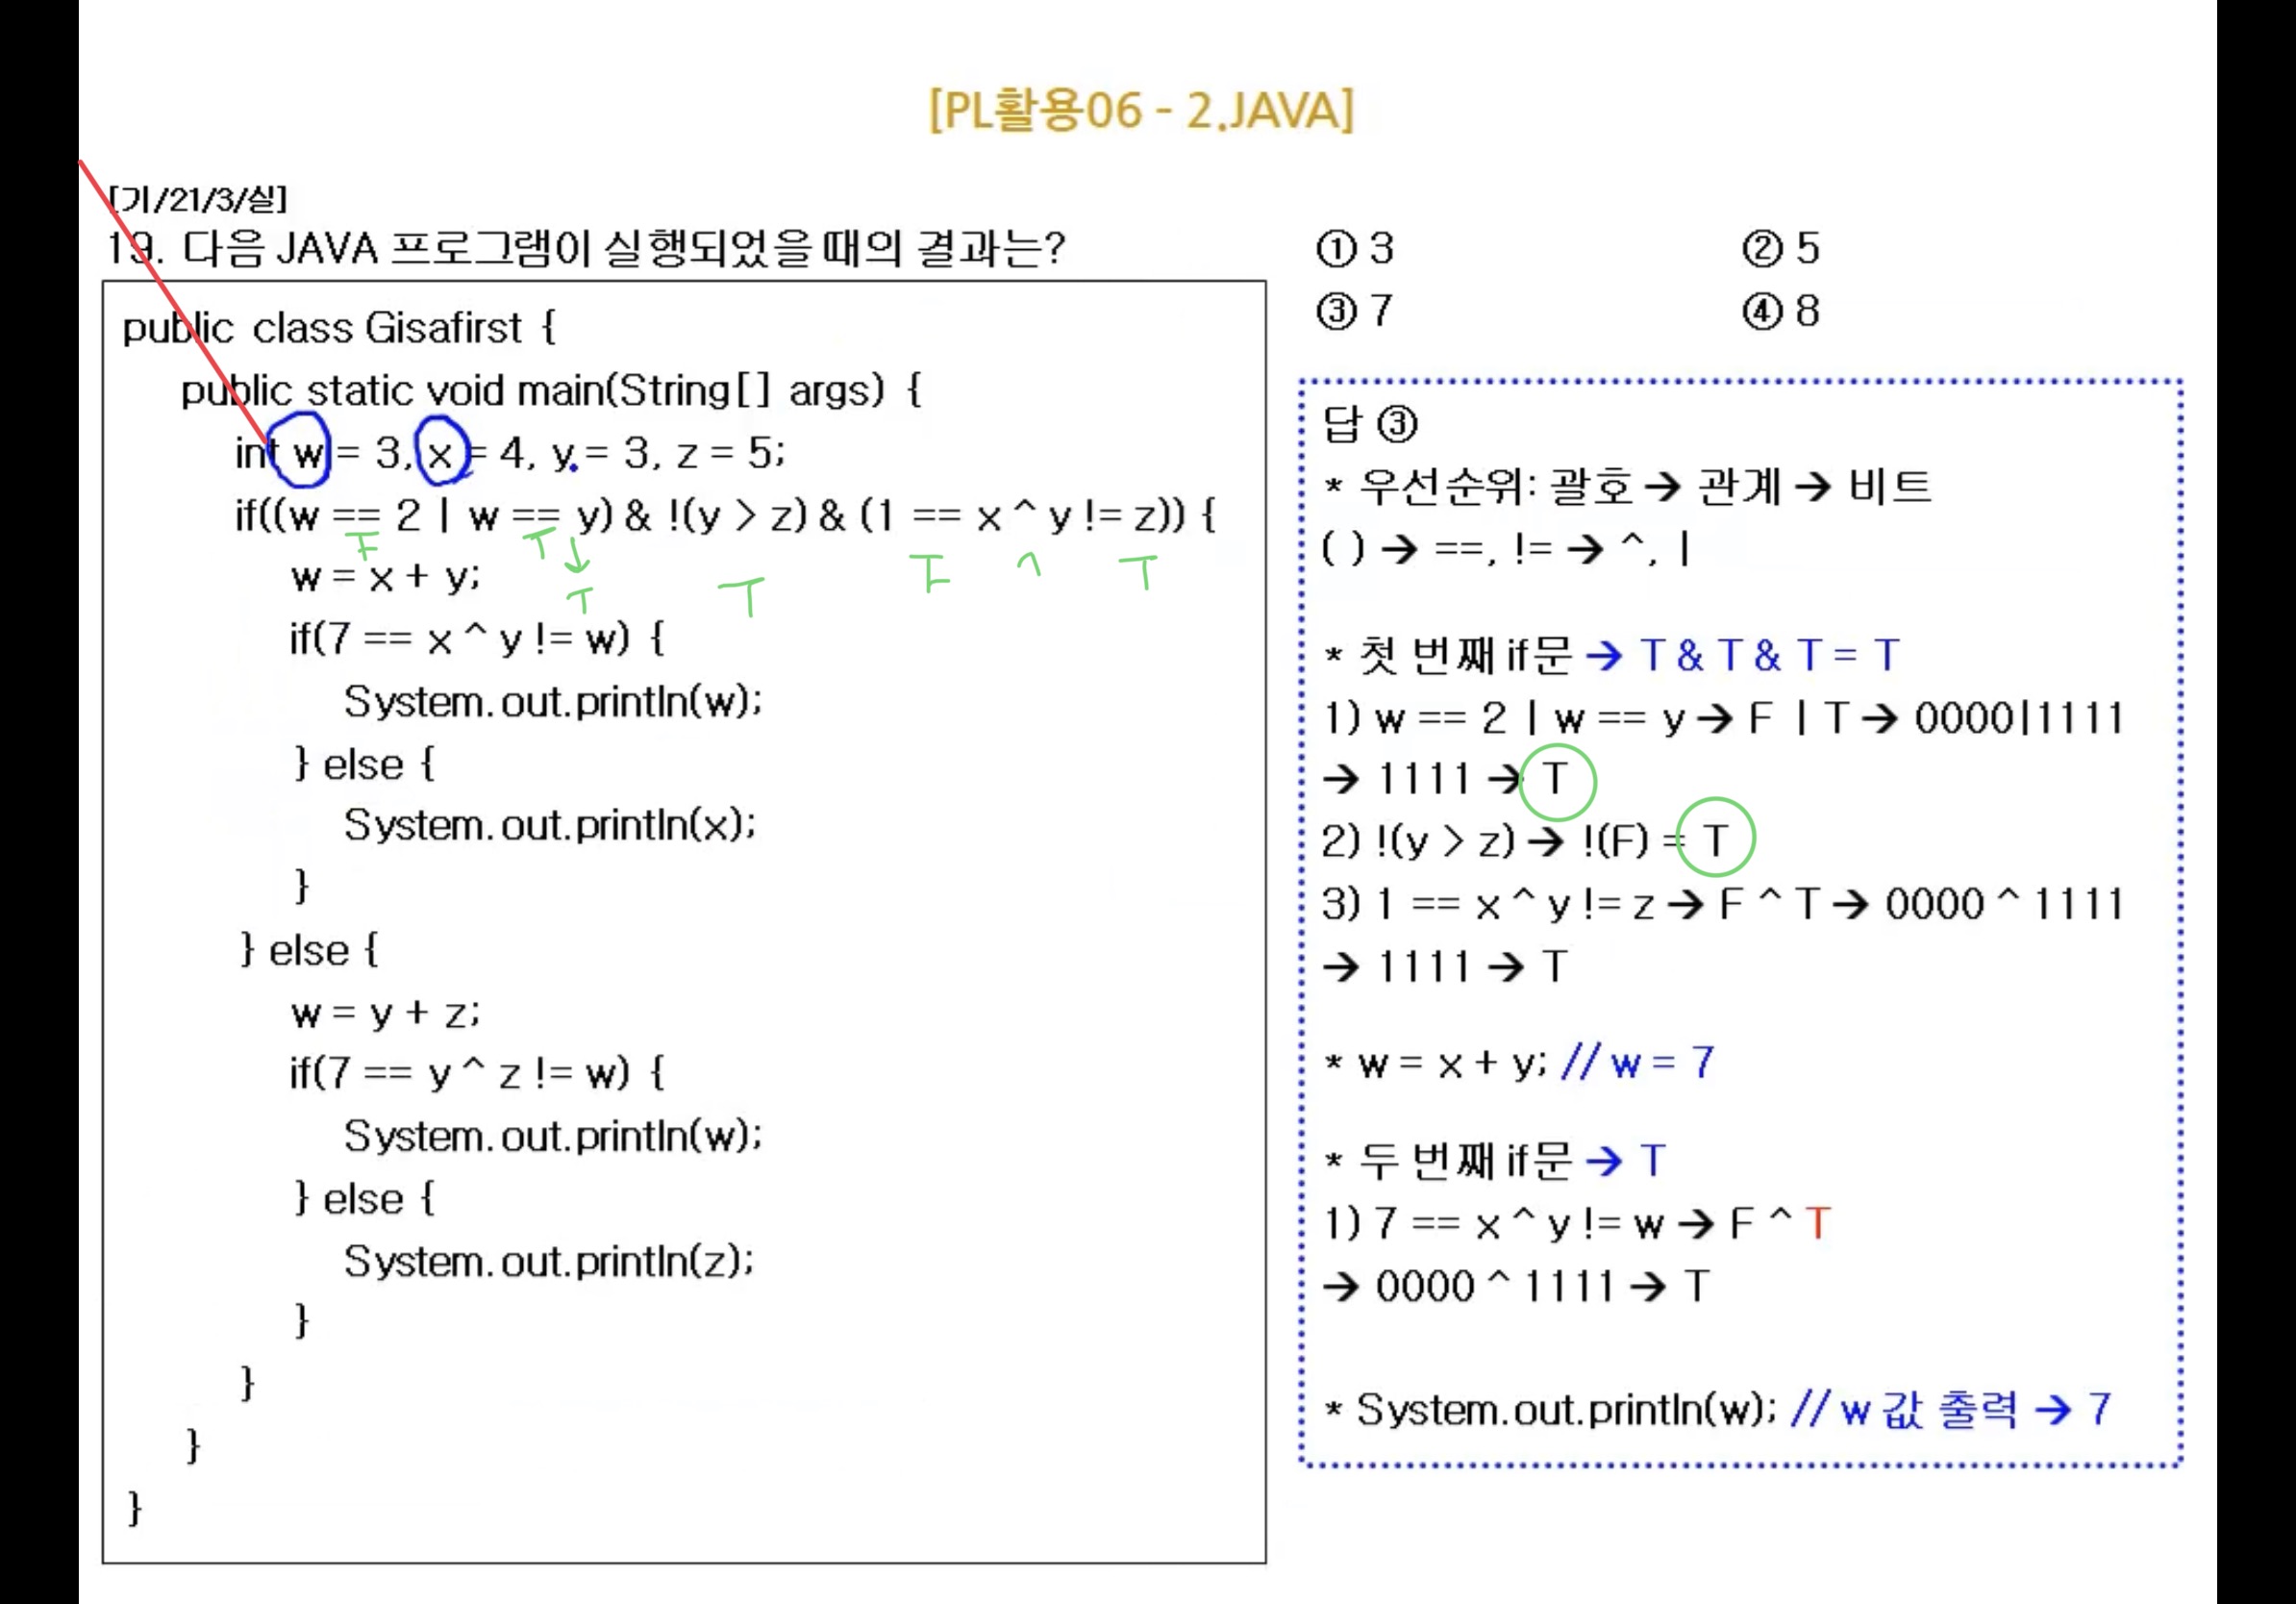 [PL활용06 - 2.JAVA]
[기/21/3/실]
19. 다음 JAVA 프로그램이 실행되었을 때의 결과는?
public class Gisafirst {
public static void main(String[] args) {
int w = 3, x = 4, y = 3, z = 5;
if((w == 2 | w == y) & !(y > z) & (1 == x ^ y != z)) {
F T T T F ^ T
w = x + y;
if(7 == x ^ y != w) {
System.out.println(w);
} else {
System.out.println(x);
}
} else {
w = y + z;
if(7 == y ^ z != w) {
System.out.println(w);
} else {
System.out.println(z);
}
}
}
}
① 3 ② 5
③ 7 ④ 8
답 ③
* 우선순위: 괄호 → 관계 → 비트
( ) → ==, != → ^, |
* 첫 번째 if문 → T & T & T = T
1) w == 2 | w == y → F | T → 0000|1111
→ 1111 → T
2) !(y > z) → !(F) = T
3) 1 == x ^ y != z → F ^ T → 0000 ^ 1111
→ 1111 → T
* w = x + y; // w = 7
* 두 번째 if문 → T
1) 7 == x ^ y != w → F ^ T
→ 0000 ^ 1111 → T
* System.out.println(w); // w 값 출력 → 7